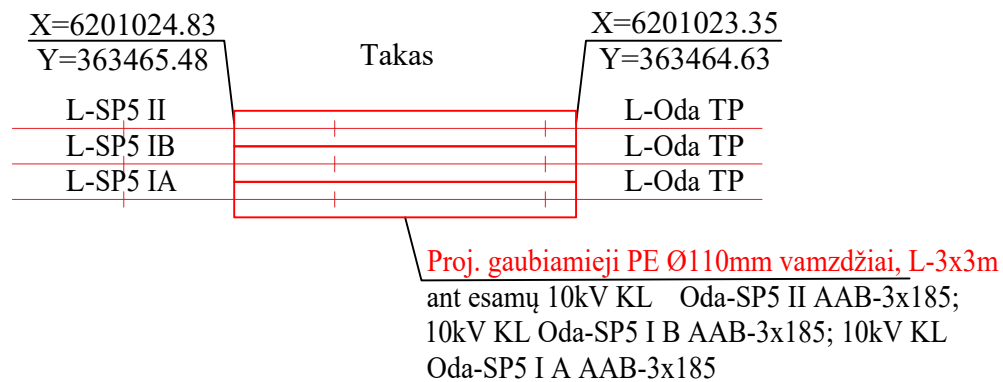 X=6201024.83
Y=363465.48
Takas
X=6201023.35
Y=363464.63
L-SP5 II
L-Oda TP
L-SP5 IB
L-Oda TP
L-SP5 IA
L-Oda TP
Proj. gaubiamieji PE Ø110mm vamzdžiai, L-3x3m
ant esamų 10kV KL Oda-SP5 II AAB-3x185;
10kV KL Oda-SP5 I B AAB-3x185; 10kV KL
Oda-SP5 I A AAB-3x185